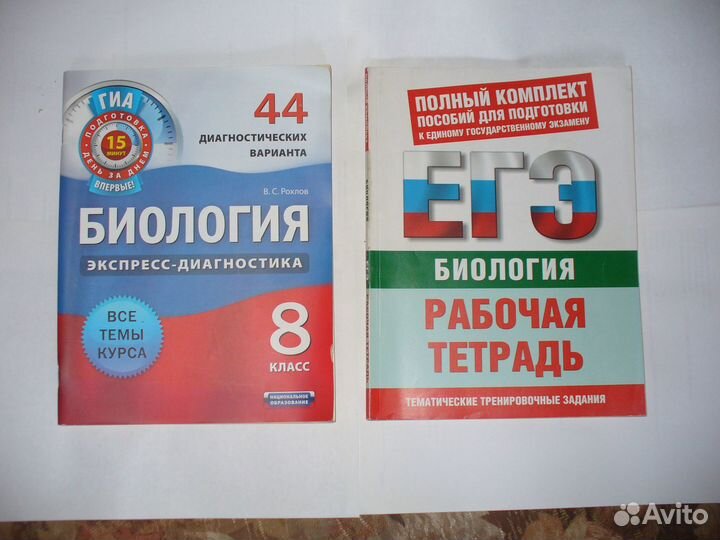 ГИА
ПОДГОТОВКА
15
МИНУТ
ДЕНЬ ЗА ДНЕМ
ВПЕРВЫЕ!
44
ДИАГНОСТИЧЕСКИХ
ВАРИАНТА
В. С. Рохлов
БИОЛОГИЯ
ЭКСПРЕСС-ДИАГНОСТИКА
ВСЕ
ТЕМЫ
КУРСА
8
КЛАСС
НАЦИОНАЛЬНОЕ
ОБРАЗОВАНИЕ
ПОЛНЫЙ КОМПЛЕКТ
ПОСОБИЙ ДЛЯ ПОДГОТОВКИ
К ЕДИНОМУ ГОСУДАРСТВЕННОМУ ЭКЗАМЕНУ
ЕГЭ
БИОЛОГИЯ
РАБОЧАЯ
ТЕТРАДЬ
ТЕМАТИЧЕСКИЕ ТРЕНИРОВОЧНЫЕ ЗАДАНИЯ
Avito